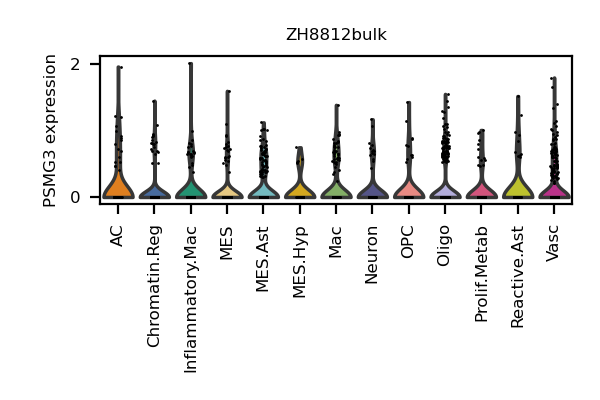 ZH8812bulk
PSMG3 expression
2
0
AC
Chromatin.Reg
Inflammatory.Mac
MES
MES.Ast
MES.Hyp
Mac
Neuron
OPC
Oligo
Prolif.Metab
Reactive.Ast
Vasc